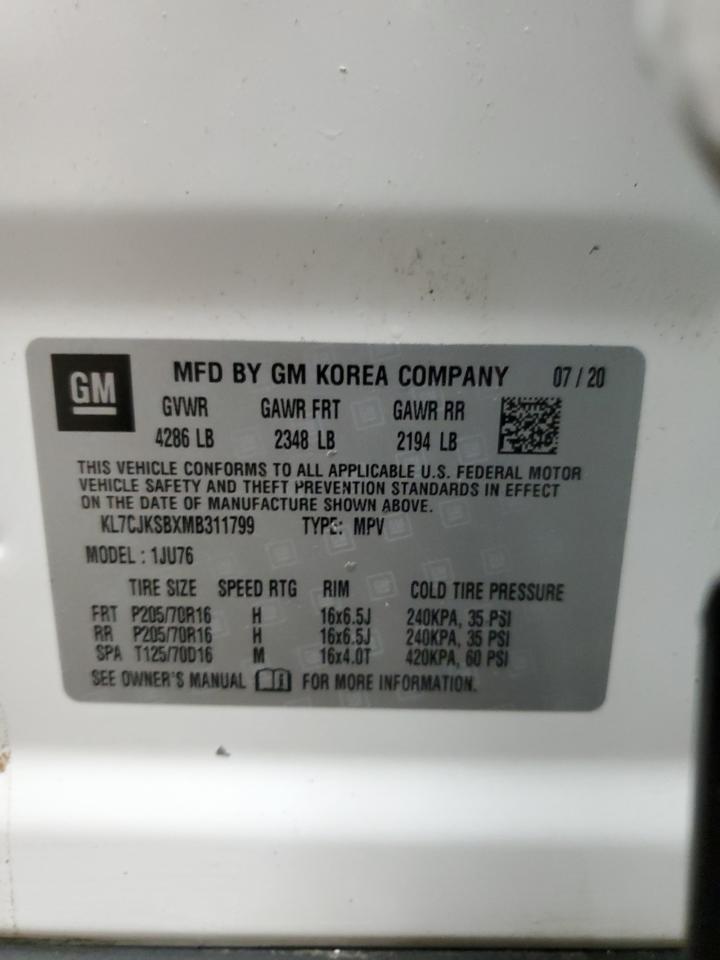 GM MFD BY GM KOREA COMPANY 07 / 20
GVWR GAWR FRT GAWR RR
4286 LB 2348 LB 2194 LB
THIS VEHICLE CONFORMS TO ALL APPLICABLE U.S. FEDERAL MOTOR
VEHICLE SAFETY AND THEFT PREVENTION STANDARDS IN EFFECT
ON THE DATE OF MANUFACTURE SHOWN ABOVE.
KL7CJKSBXMB311799 TYPE: MPV
MODEL : 1JU76
TIRE SIZE SPEED RTG RIM COLD TIRE PRESSURE
FRT P205/70R16 H 16x6.5J 240KPA, 35 PSI
RR P205/70R16 H 16x6.5J 240KPA, 35 PSI
SPA T125/70D16 M 16x4.0T 420KPA, 60 PSI
SEE OWNER'S MANUAL FOR MORE INFORMATION.